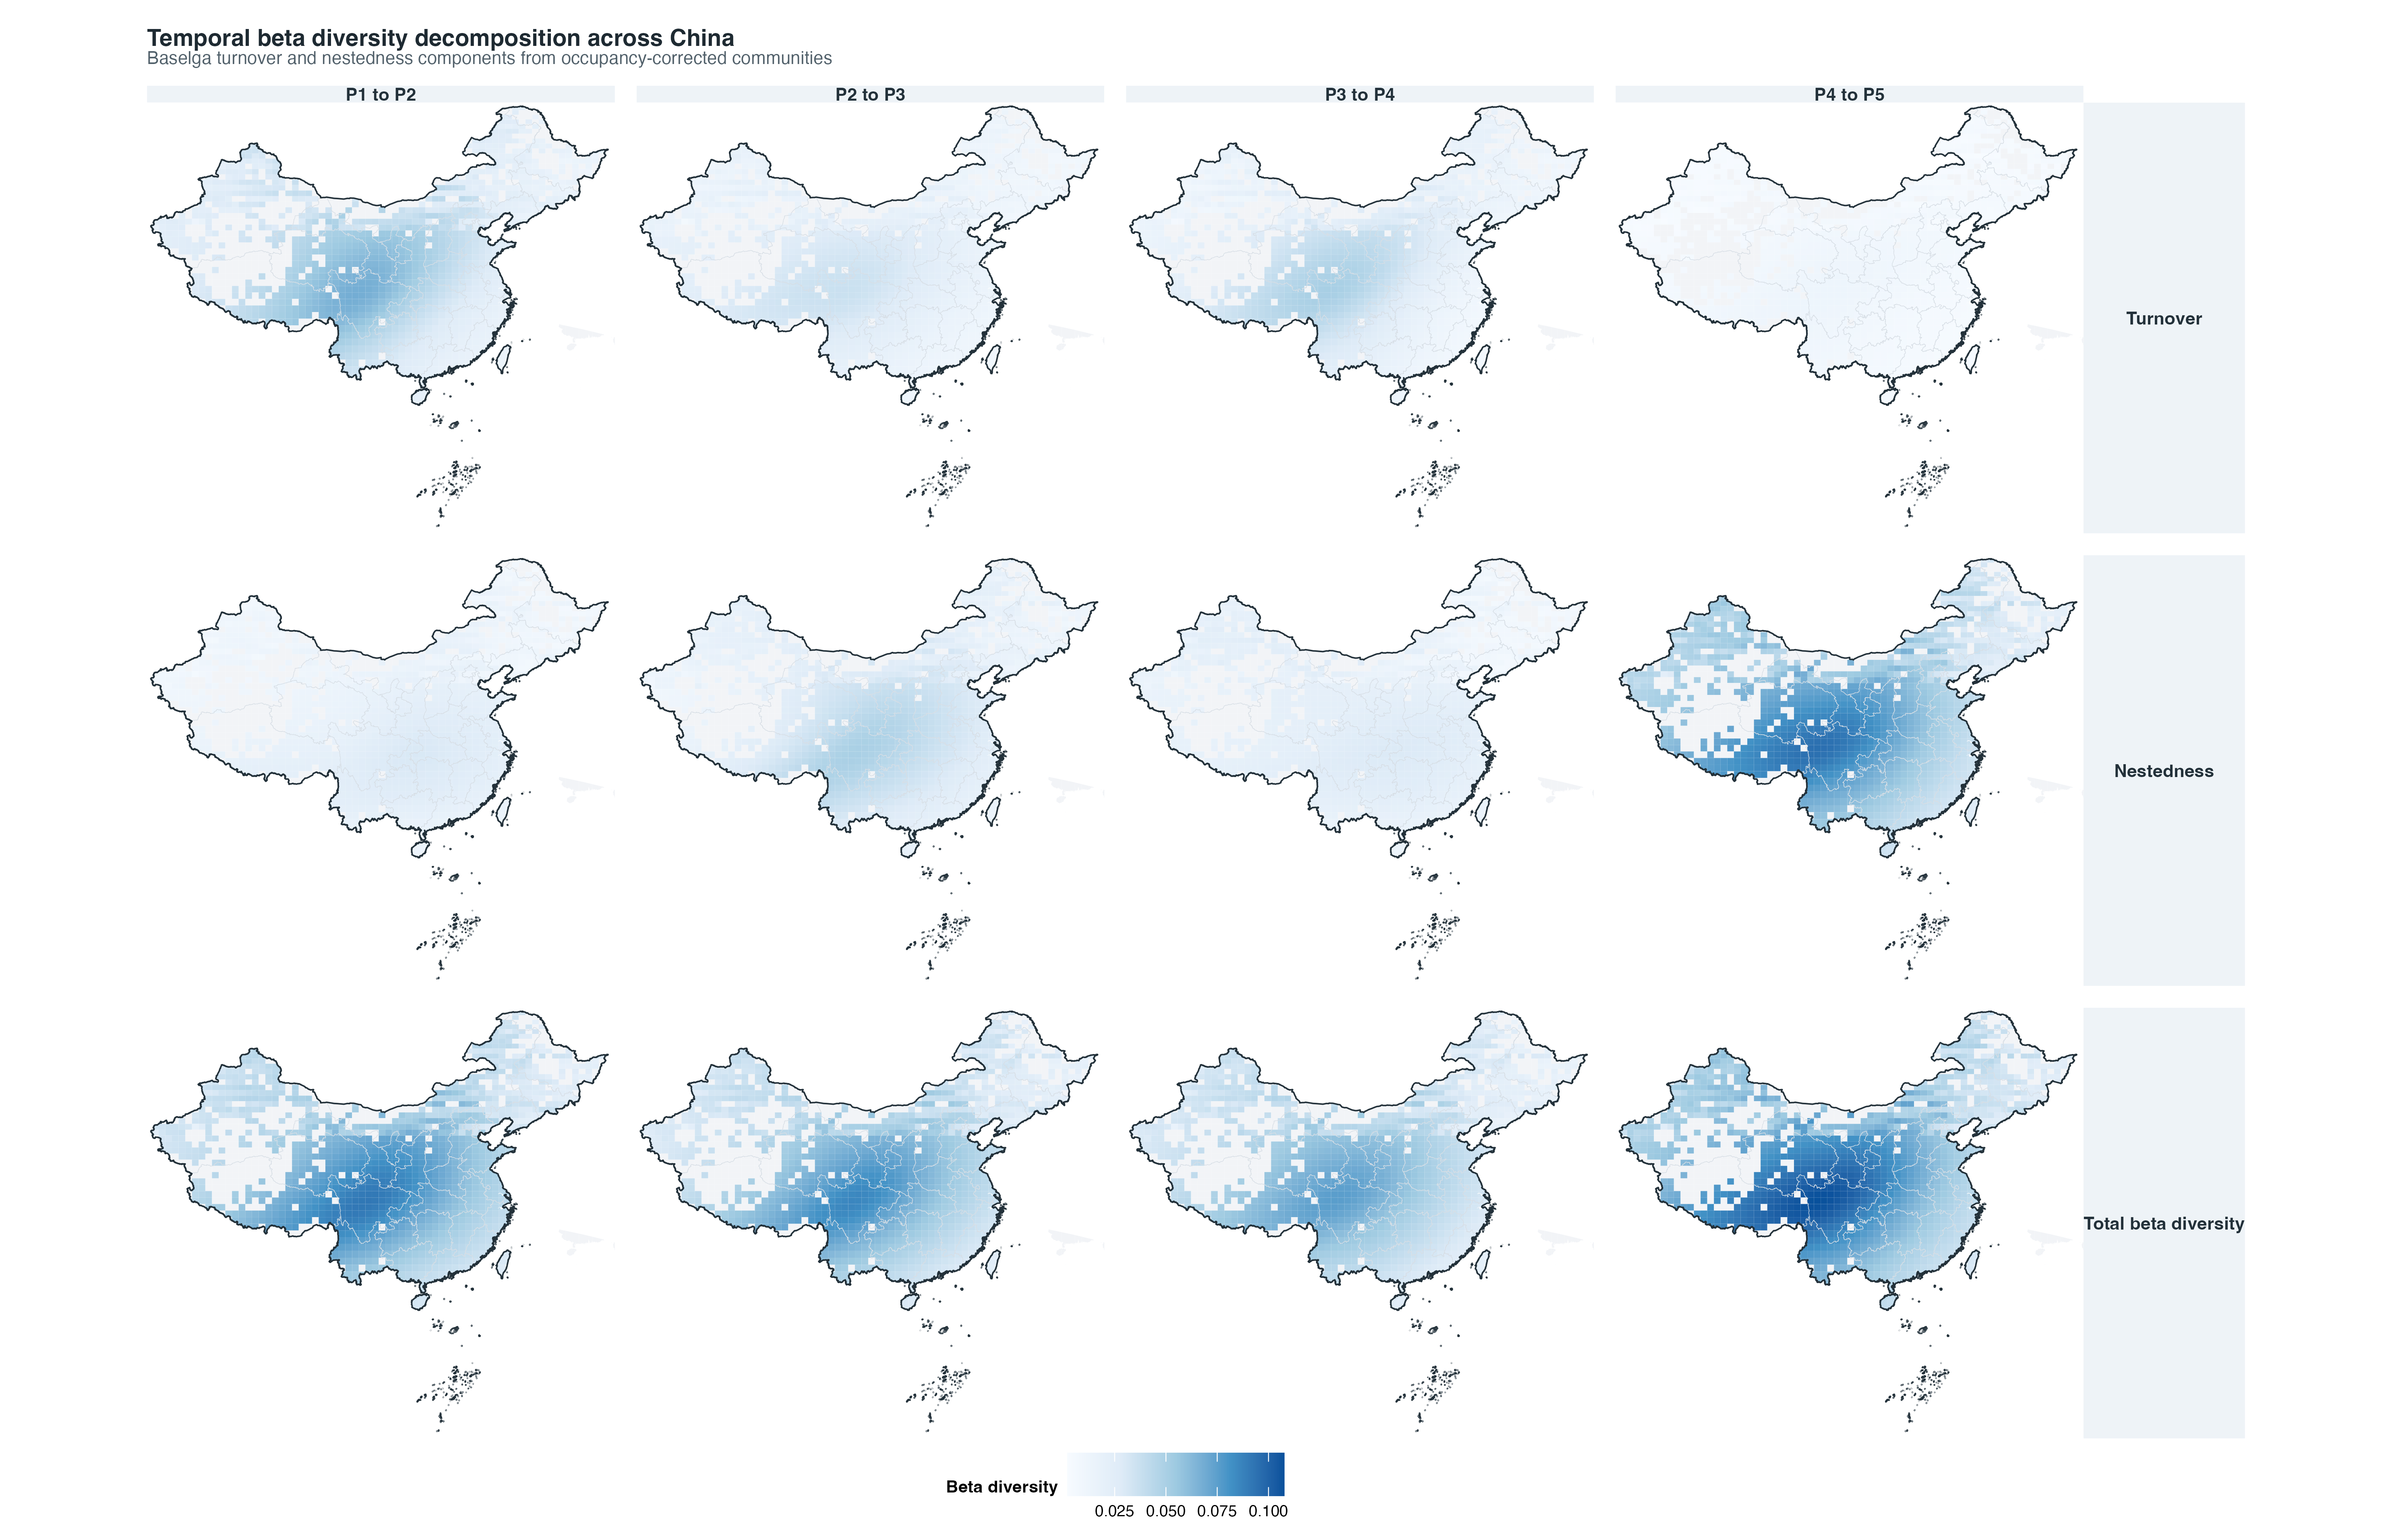 Temporal beta diversity decomposition across China
Baselga turnover and nestedness components from occupancy-corrected communities
P1 to P2
P2 to P3
P3 to P4
P4 to P5
Turnover
Nestedness
Total beta diversity
Beta diversity
0.025 0.050 0.075 0.100